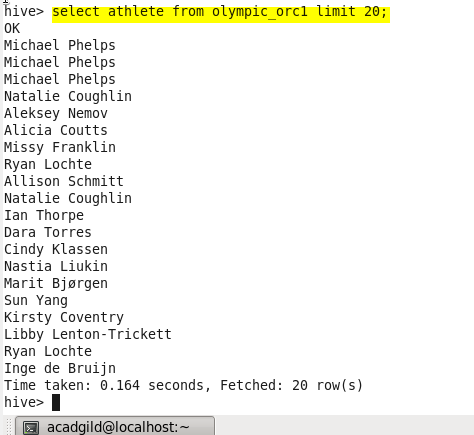 hive> select athlete from olympic_orc1 limit 20;
OK
Michael Phelps
Michael Phelps
Michael Phelps
Natalie Coughlin
Aleksey Nemov
Alicia Coutts
Missy Franklin
Ryan Lochte
Allison Schmitt
Natalie Coughlin
Ian Thorpe
Dara Torres
Cindy Klassen
Nastia Liukin
Marit Bjørgen
Sun Yang
Kirsty Coventry
Libby Lenton-Trickett
Ryan Lochte
Inge de Bruijn
Time taken: 0.164 seconds, Fetched: 20 row(s)
hive>
acadgild@localhost:~